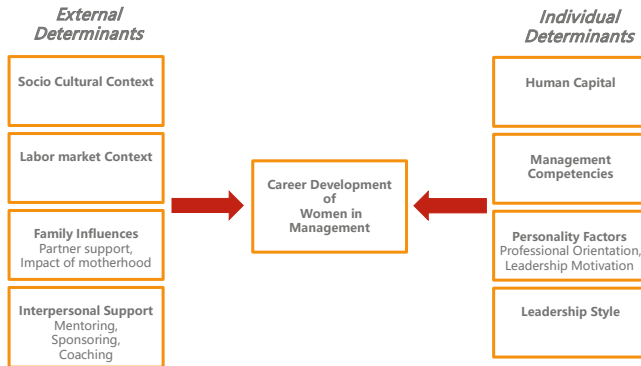 External
Determinants
Socio Cultural Context
Labor market Context
Family Influences
Partner support,
Impact of motherhood
Interpersonal Support
Mentoring,
Sponsoring,
Coaching
Career Development
of
Women in
Management
Individual
Determinants
Human Capital
Management
Competencies
Personality Factors
Professional Orientation,
Leadership Motivation
Leadership Style